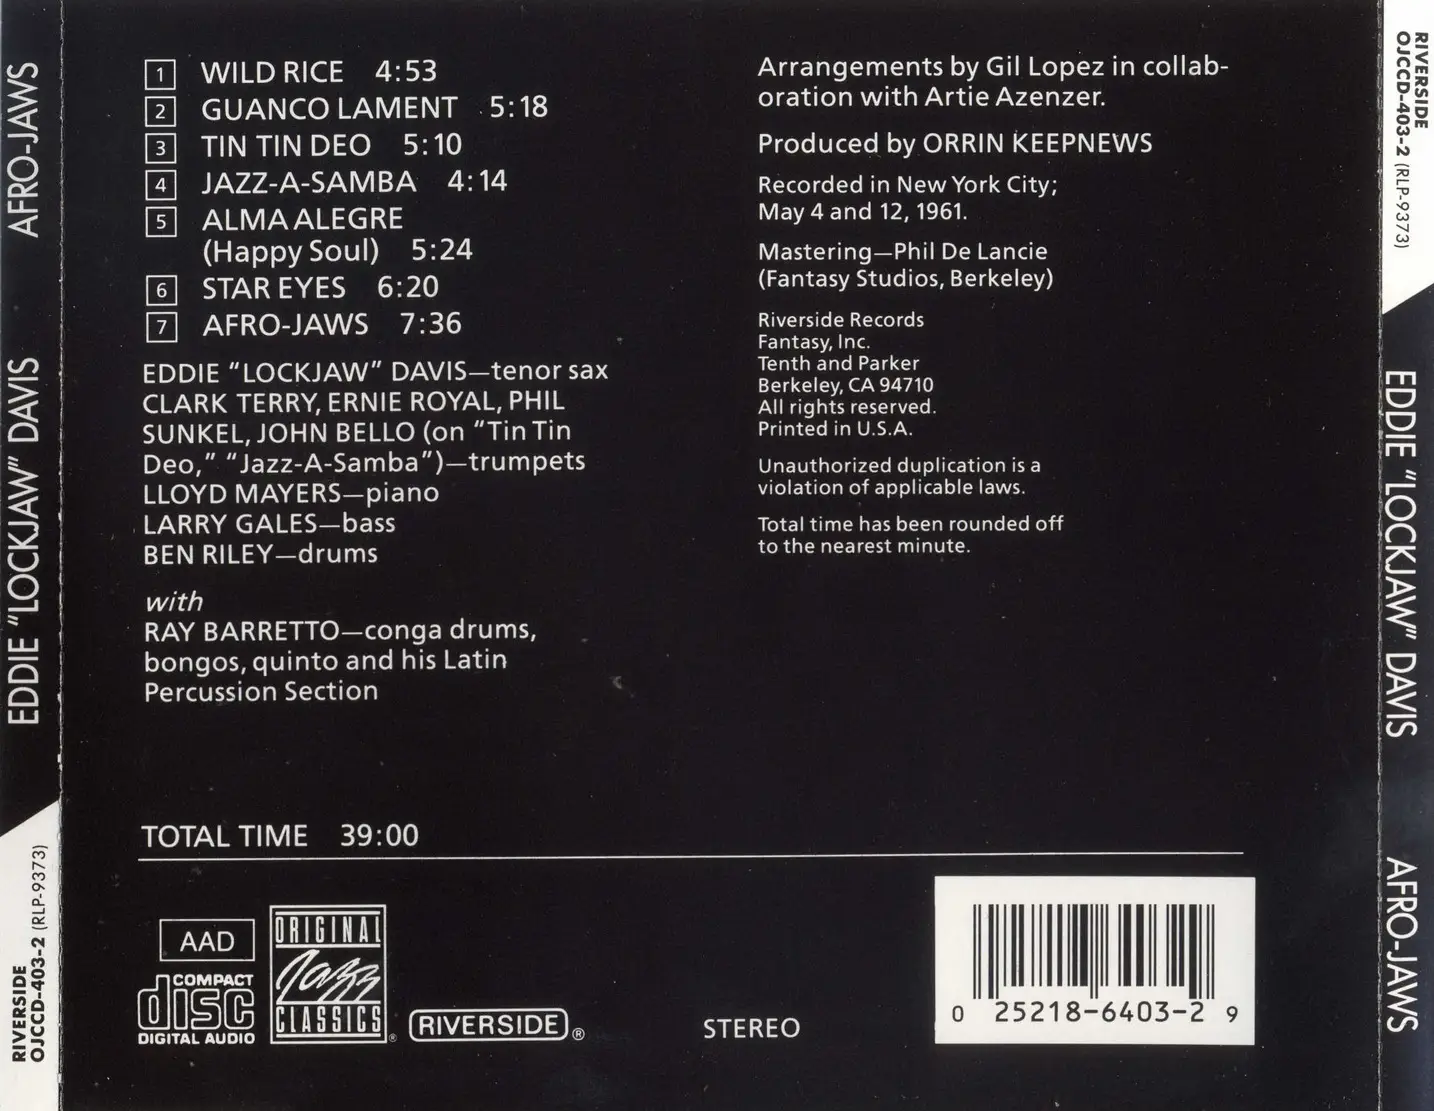 AFRO-JAWS
EDDIE "LOCKJAW" DAVIS
RIVERSIDE
OJCCD-403-2 (RLP-9373)
1 WILD RICE 4:53
2 GUANCO LAMENT 5:18
3 TIN TIN DEO 5:10
4 JAZZ-A-SAMBA 4:14
5 ALMA ALEGRE
(Happy Soul) 5:24
6 STAR EYES 6:20
7 AFRO-JAWS 7:36
EDDIE "LOCKJAW" DAVIS—tenor sax
CLARK TERRY, ERNIE ROYAL, PHIL
SUNKEL, JOHN BELLO (on "Tin Tin
Deo," "Jazz-A-Samba")—trumpets
LLOYD MAYERS—piano
LARRY GALES—bass
BEN RILEY—drums
with
RAY BARRETTO—conga drums,
bongos, quinto and his Latin
Percussion Section
Arrangements by Gil Lopez in collab-
oration with Artie Azenzer.
Produced by ORRIN KEEPNEWS
Recorded in New York City;
May 4 and 12, 1961.
Mastering—Phil De Lancie
(Fantasy Studios, Berkeley)
Riverside Records
Fantasy, Inc.
Tenth and Parker
Berkeley, CA 94710
All rights reserved.
Printed in U.S.A.
Unauthorized duplication is a
violation of applicable laws.
Total time has been rounded off
to the nearest minute.
TOTAL TIME 39:00
AAD
COMPACT
disc
DIGITAL AUDIO
ORIGINAL
Jazz
CLASSICS®
RIVERSIDE®
STEREO
0 25218-6403-2 9
RIVERSIDE
OJCCD-403-2 (RLP-9373)
EDDIE "LOCKJAW" DAVIS
AFRO-JAWS